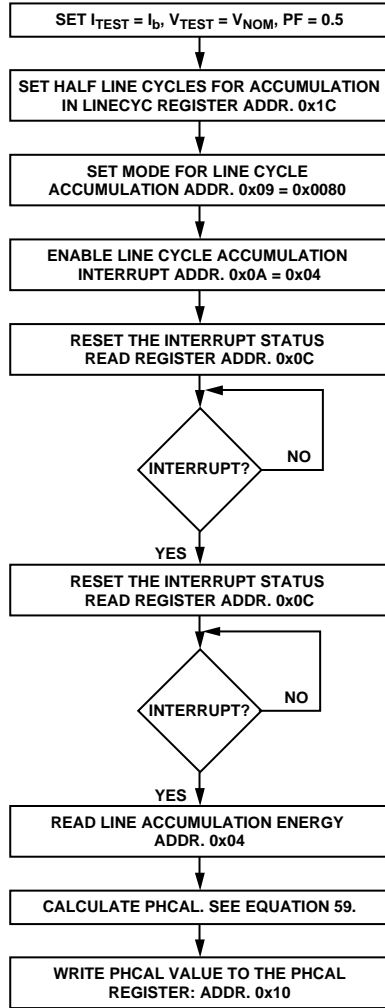 SET I_TEST = I_b, V_TEST = V_NOM, PF = 0.5
SET HALF LINE CYCLES FOR ACCUMULATION
IN LINECYC REGISTER ADDR. 0x1C
SET MODE FOR LINE CYCLE
ACCUMULATION ADDR. 0x09 = 0x0080
ENABLE LINE CYCLE ACCUMULATION
INTERRUPT ADDR. 0x0A = 0x04
RESET THE INTERRUPT STATUS
READ REGISTER ADDR. 0x0C
INTERRUPT?
NO
YES
RESET THE INTERRUPT STATUS
READ REGISTER ADDR. 0x0C
INTERRUPT?
NO
YES
READ LINE ACCUMULATION ENERGY
ADDR. 0x04
CALCULATE PHCAL. SEE EQUATION 59.
WRITE PHCAL VALUE TO THE PHCAL
REGISTER: ADDR. 0x10